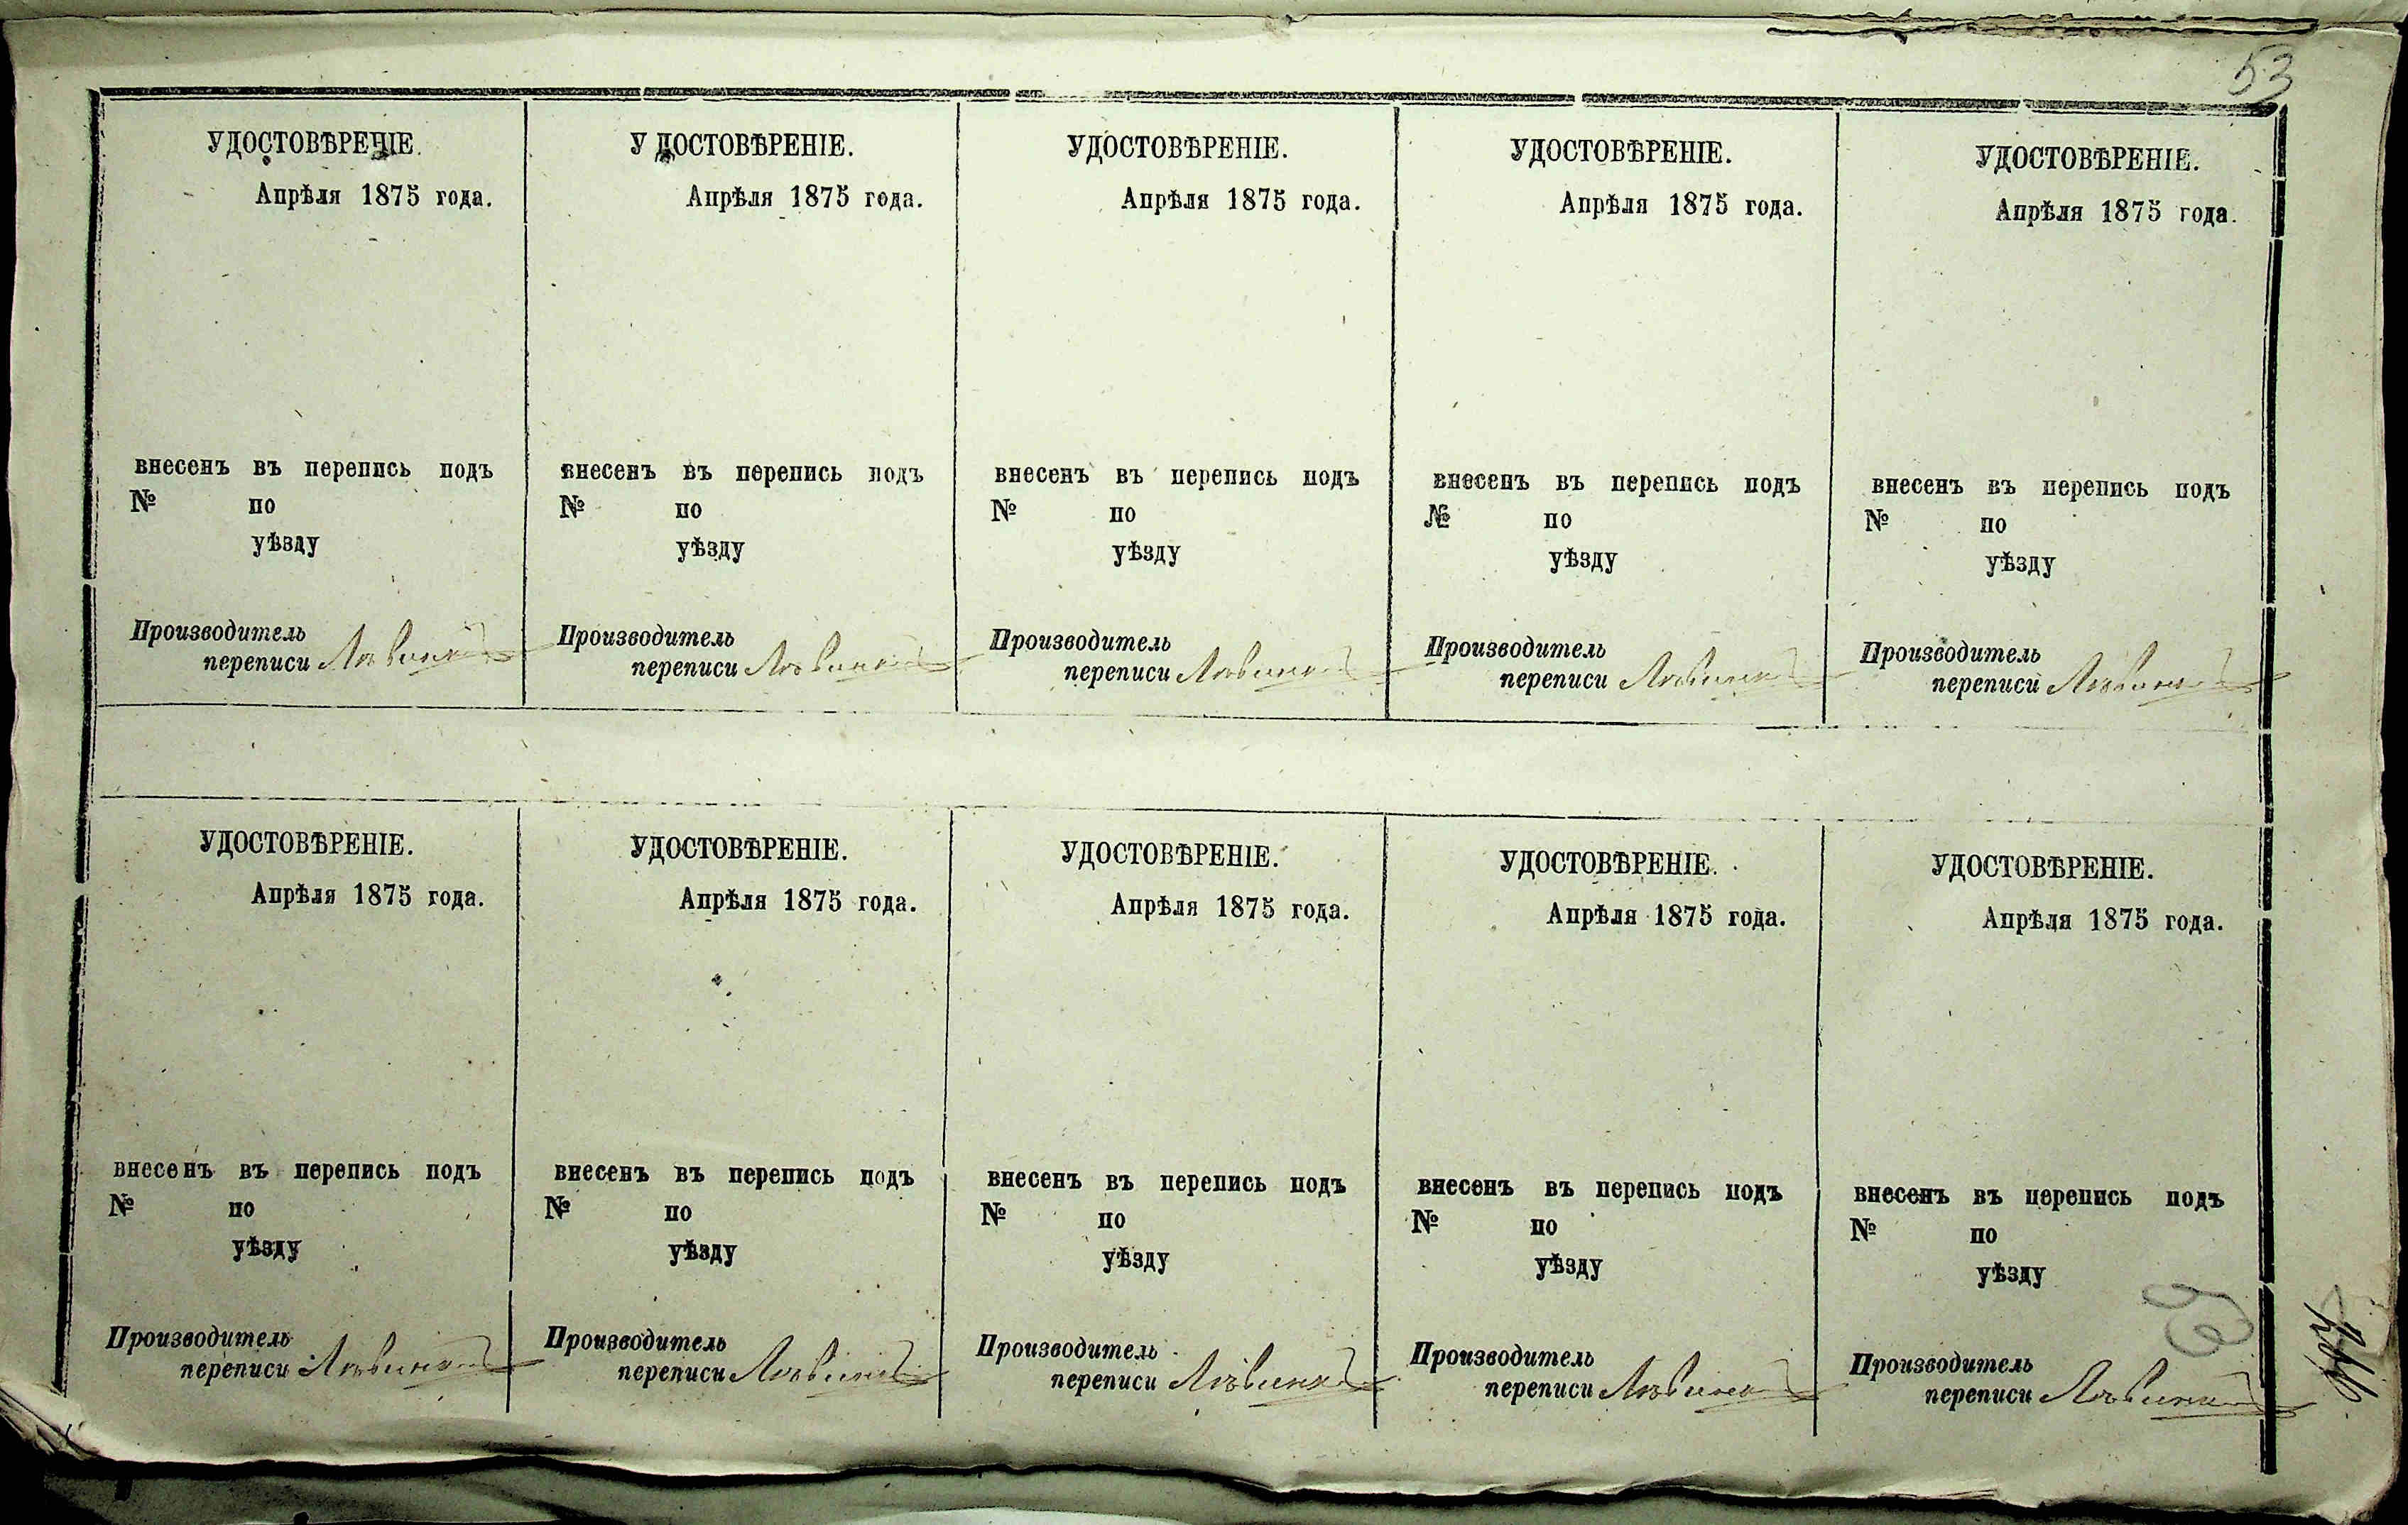 53
УДОСТОВѢРЕНІЕ.
Апрѣля 1875 года.
внесенъ въ перепись подъ
№ по
уѣзду
Производитель
переписи
У ДОСТОВѢРЕНІЕ.
Апрѣля 1875 года.
внесенъ въ перепись подъ
№ по
уѣзду
Производитель
переписи
УДОСТОВѢРЕНІЕ.
Апрѣля 1875 года.
внесенъ въ перепись подъ
№ по
уѣзду
Производитель
переписи
УДОСТОВѢРЕНІЕ.
Апрѣля 1875 года.
внесенъ въ перепись подъ
№ по
уѣзду
Производитель
переписи
УДОСТОВѢРЕНІЕ.
Апрѣля 1875 года.
внесенъ въ перепись подъ
№ по
уѣзду
Производитель
переписи
УДОСТОВѢРЕНІЕ.
Апрѣля 1875 года.
внесенъ въ перепись подъ
№ по
уѣзду
Производитель
переписи
УДОСТОВѢРЕНІЕ.
Апрѣля 1875 года.
внесенъ въ перепись подъ
№ по
уѣзду
Производитель
переписи
УДОСТОВѢРЕНІЕ.
Апрѣля 1875 года.
внесенъ въ перепись подъ
№ по
уѣзду
Производитель
переписи
УДОСТОВѢРЕНІЕ.
Апрѣля 1875 года.
внесенъ въ перепись подъ
№ по
уѣзду
Производитель
переписи
УДОСТОВѢРЕНІЕ.
Апрѣля 1875 года.
внесенъ въ перепись подъ
№ по
уѣзду
Производитель
переписи